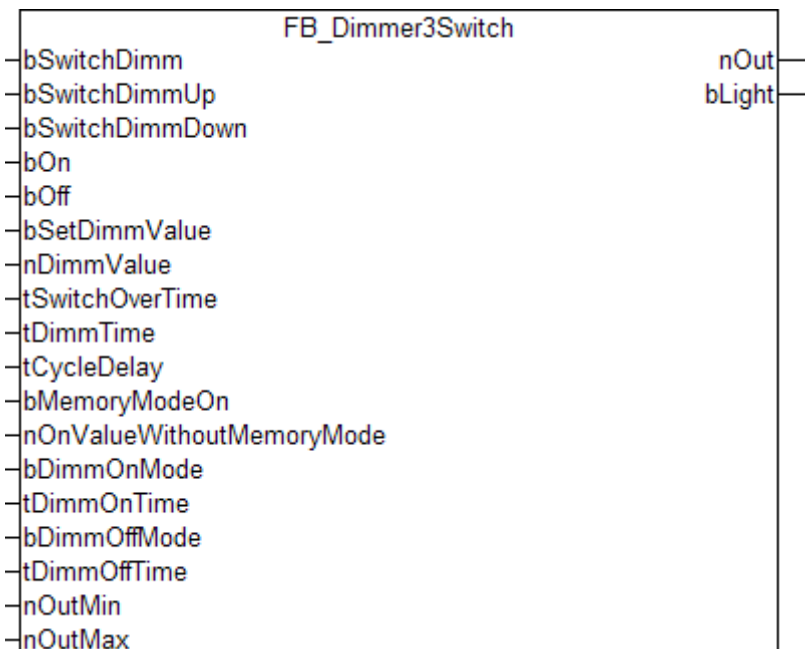 FB_Dimmer3Switch
bSwitchDimm nOut
bSwitchDimmUp bLight
bSwitchDimmDown
bOn
bOff
bSetDimmValue
nDimmValue
tSwitchOverTime
tDimmTime
tCycleDelay
bMemoryModeOn
nOnValueWithoutMemoryMode
bDimmOnMode
tDimmOnTime
bDimmOffMode
tDimmOffTime
nOutMin
nOutMax